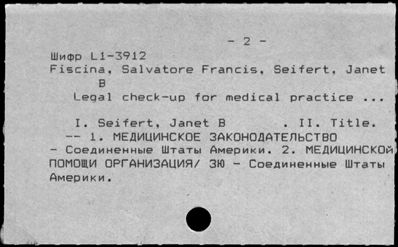 - 2 -
Шифр L1-3912
Fiscina, Salvatore Francis, Seifert, Janet
B
Legal check-up for medical practice ...
I. Seifert, Janet B . II. Title.
-- 1. МЕДИЦИНСКОЕ ЗАКОНОДАТЕЛЬСТВО
- Соединенные Штаты Америки. 2. МЕДИЦИНСКОЙ
ПОМОЩИ ОРГАНИЗАЦИЯ/ ЗЮ - Соединенные Штаты
Америки.